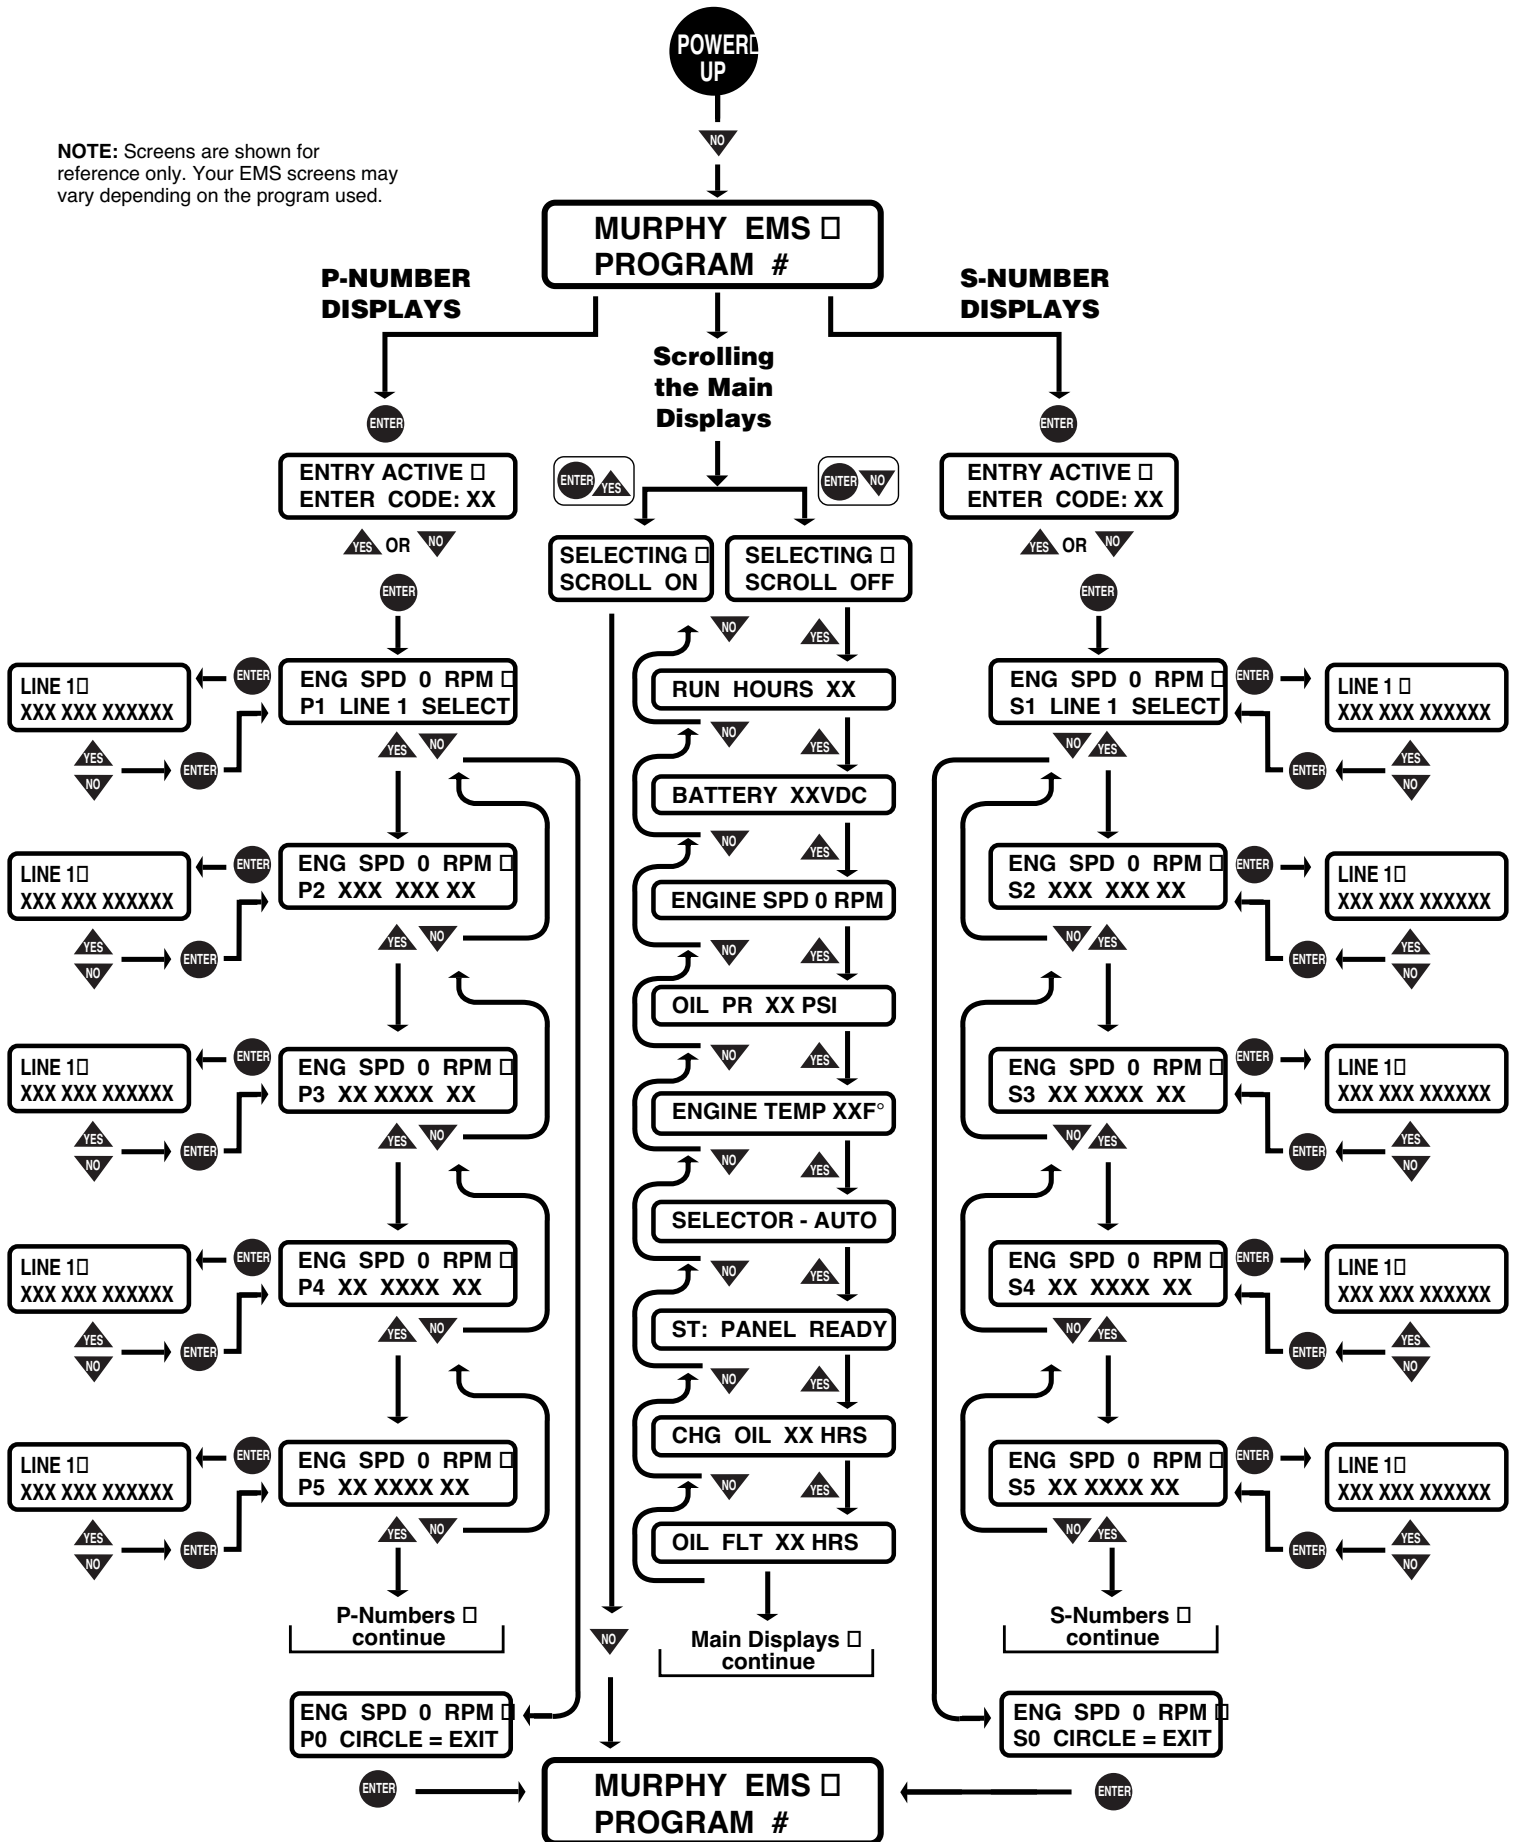 POWER
UP
NO
NOTE: Screens are shown for
reference only. Your EMS screens may
vary depending on the program used.
MURPHY EMS
PROGRAM #
P-NUMBER
DISPLAYS
Scrolling
the Main
Displays
S-NUMBER
DISPLAYS
ENTER
ENTRY ACTIVE
ENTER CODE: XX
YES OR NO
ENTER
ENG SPD 0 RPM
P1 LINE 1 SELECT
ENTER
LINE 1
XXX XXX XXXXXX
YES
NO
ENTER
YES NO
ENG SPD 0 RPM
P2 XXX XXX XX
ENTER
LINE 1
XXX XXX XXXXXX
YES
NO
ENTER
YES NO
ENG SPD 0 RPM
P3 XX XXXX XX
ENTER
LINE 1
XXX XXX XXXXXX
YES
NO
ENTER
YES NO
ENG SPD 0 RPM
P4 XX XXXX XX
ENTER
LINE 1
XXX XXX XXXXXX
YES
NO
ENTER
YES NO
ENG SPD 0 RPM
P5 XX XXXX XX
ENTER
LINE 1
XXX XXX XXXXXX
YES
NO
ENTER
YES NO
P-Numbers
continue
ENG SPD 0 RPM
P0 CIRCLE = EXIT
ENTER
ENTER YES
SELECTING
SCROLL ON
NO
ENTER NO
SELECTING
SCROLL OFF
NO YES
RUN HOURS XX
NO YES
BATTERY XXVDC
NO YES
ENGINE SPD 0 RPM
NO YES
OIL PR XX PSI
NO YES
ENGINE TEMP XXF°
NO YES
SELECTOR - AUTO
NO YES
ST: PANEL READY
NO YES
CHG OIL XX HRS
NO YES
OIL FLT XX HRS
Main Displays
continue
ENTER
ENTRY ACTIVE
ENTER CODE: XX
YES OR NO
ENTER
ENG SPD 0 RPM
S1 LINE 1 SELECT
ENTER
LINE 1
XXX XXX XXXXXX
YES
NO
ENTER
NO YES
ENG SPD 0 RPM
S2 XXX XXX XX
ENTER
LINE 1
XXX XXX XXXXXX
YES
NO
ENTER
NO YES
ENG SPD 0 RPM
S3 XX XXXX XX
ENTER
LINE 1
XXX XXX XXXXXX
YES
NO
ENTER
NO YES
ENG SPD 0 RPM
S4 XX XXXX XX
ENTER
LINE 1
XXX XXX XXXXXX
YES
NO
ENTER
NO YES
ENG SPD 0 RPM
S5 XX XXXX XX
ENTER
LINE 1
XXX XXX XXXXXX
YES
NO
ENTER
NO YES
S-Numbers
continue
ENG SPD 0 RPM
S0 CIRCLE = EXIT
ENTER
MURPHY EMS
PROGRAM #